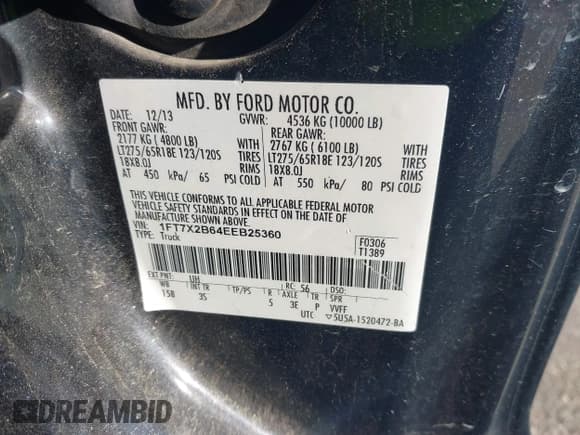 MFD. BY FORD MOTOR CO.
DATE: 12/13 GVWR: 4536 KG (10000 LB)
FRONT GAWR: REAR GAWR:
2177 KG ( 4800 LB) WITH 2767 KG ( 6100 LB) WITH
LT275/65R18E 123/120S TIRES LT275/65R18E 123/120S TIRES
18X8.0J RIMS 18X8.0J RIMS
AT 450 kPa/ 65 PSI COLD AT 550 kPa/ 80 PSI COLD
THIS VEHICLE CONFORMS TO ALL APPLICABLE FEDERAL MOTOR
VEHICLE SAFETY STANDARDS IN EFFECT ON THE DATE OF
MANUFACTURE SHOWN ABOVE.
VIN: 1FT7X2B64EEB25360 F0306
TYPE: Truck T1389
EXT PNT: UH RC: 56 DSO:
WB INT TR TP/PS R AXLE TR SPR
158 3S 5 3E P VVFF
UTC ▽5U5A-1520472-BA
DREAMBID